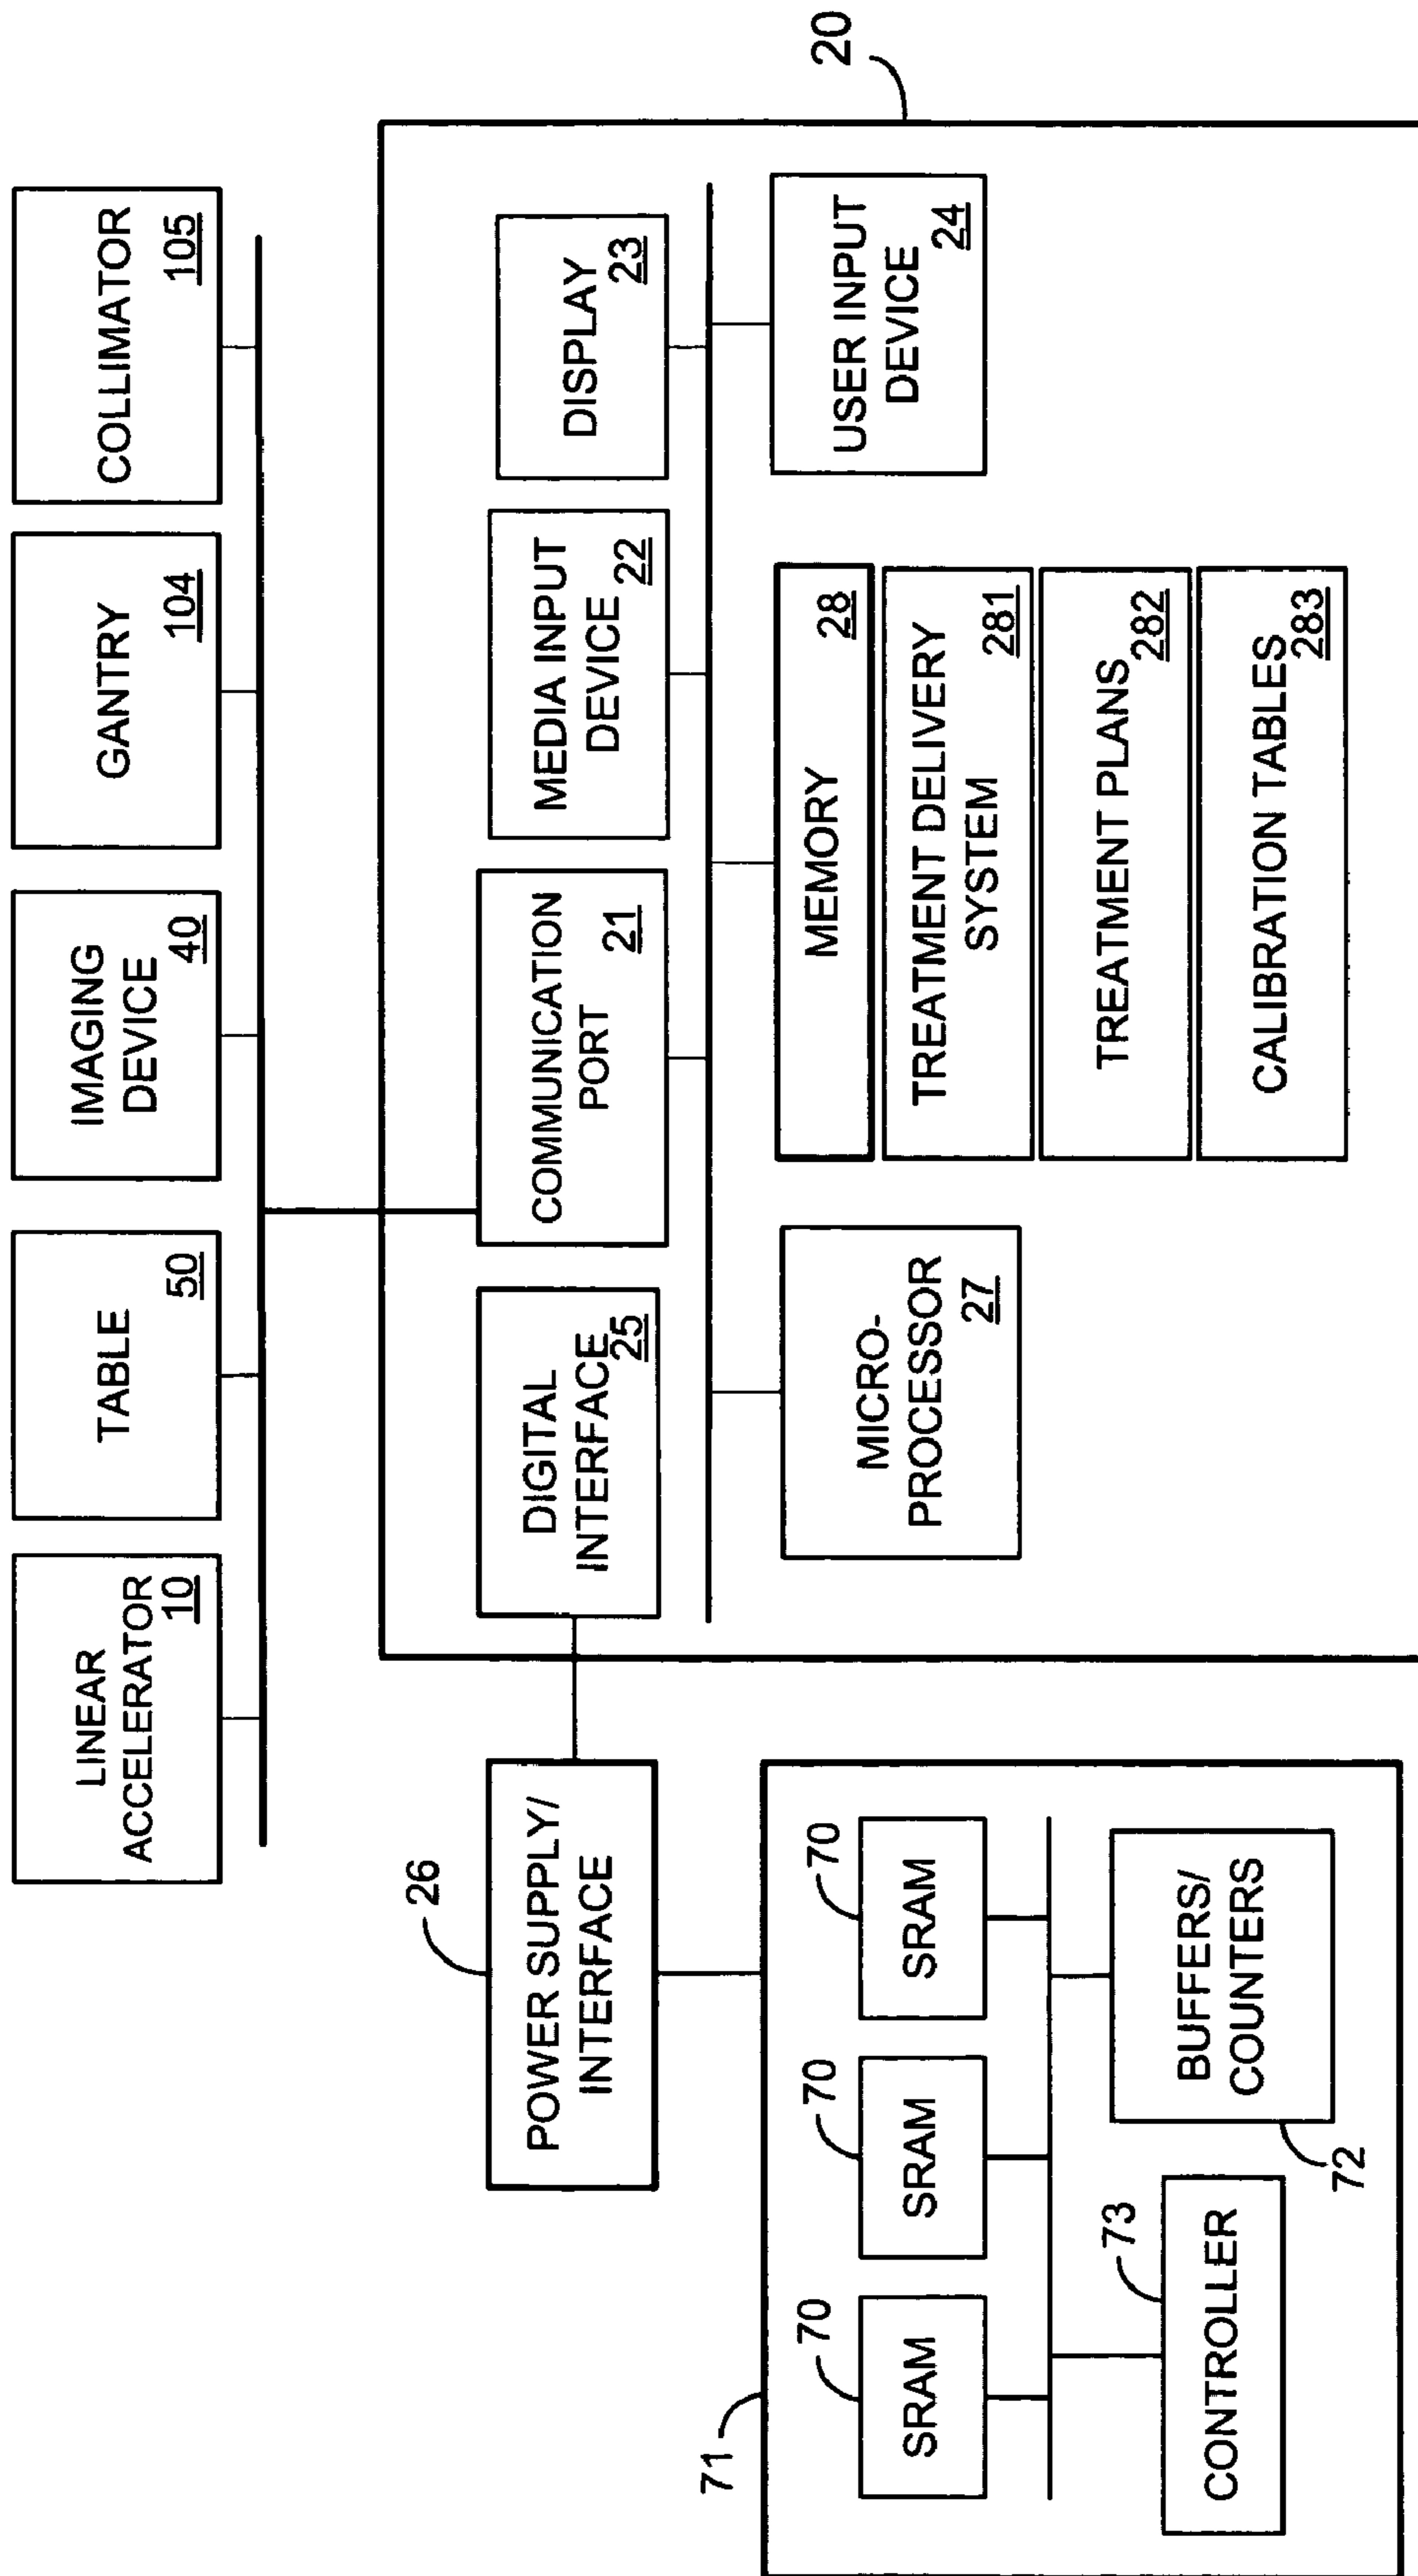 LINEAR
ACCELERATOR
10
TABLE
50
IMAGING
DEVICE
40
GANTRY
104
COLLIMATOR
105
20
26
POWER SUPPLY/
INTERFACE
DIGITAL
INTERFACE
25
COMMUNICATION
PORT
21
MEDIA INPUT
DEVICE
22
DISPLAY
23
MICRO-
PROCESSOR
27
MEMORY
28
TREATMENT DELIVERY
SYSTEM
281
TREATMENT PLANS
282
CALIBRATION TABLES
283
USER INPUT
DEVICE
24
71
70
SRAM
70
SRAM
70
SRAM
73
CONTROLLER
BUFFERS/
COUNTERS
72